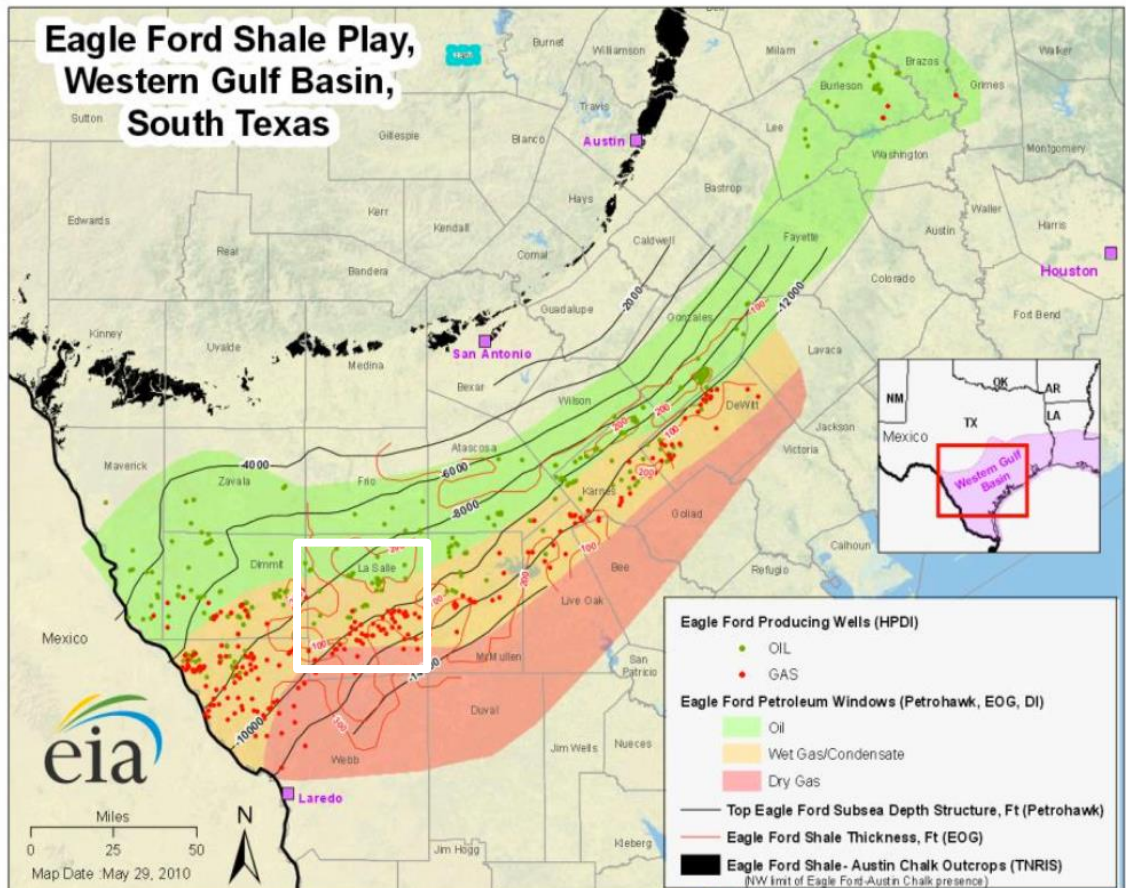 Eagle Ford Shale Play,
Western Gulf Basin,
South Texas
Burnet
Williamson
Milam
Brazos
Walker
Burleson
Grimes
Sutton
Gillespie
Travis
Blanco
Austin
Lee
Washington
Montgomery
Hays
Bastrop
Edwards
Kerr
Kendall
Real
Comal
Caldwell
Fayette
Austin
Waller
Harris
Bandera
Houston
Colorado
-2000
Guadalupe
Gonzales
-12000
100
Fort Bend
Kinney
Uvalde
Medina
San Antonio
Bexar
Lavaca
Wilson
DeWitt
Jackson
Victoria
Atascosa
200
200
100
200
Maverick
-4000
-6000
Zavala
Frio
-8000
Karnes
Goliad
Calhoun
Dimmit
La Salle
100
Bee
Refugio
200
Live Oak
Mexico
100
McMullen
San
Patricio
-10000
Duval
Webb
Jim Wells
Nueces
Laredo
Jim Hogg
Kleberg
NM
OK
AR
TX
LA
Mexico
Western Gulf
Basin
eia
Miles
0 25 50
N
Map Date :May 29, 2010
Eagle Ford Producing Wells (HPDI)
OIL
GAS
Eagle Ford Petroleum Windows (Petrohawk, EOG, DI)
Oil
Wet Gas/Condensate
Dry Gas
Top Eagle Ford Subsea Depth Structure, Ft (Petrohawk)
Eagle Ford Shale Thickness, Ft (EOG)
Eagle Ford Shale- Austin Chalk Outcrops (TNRIS)
(NW limit of Eagle Ford-Austin Chalk presence)